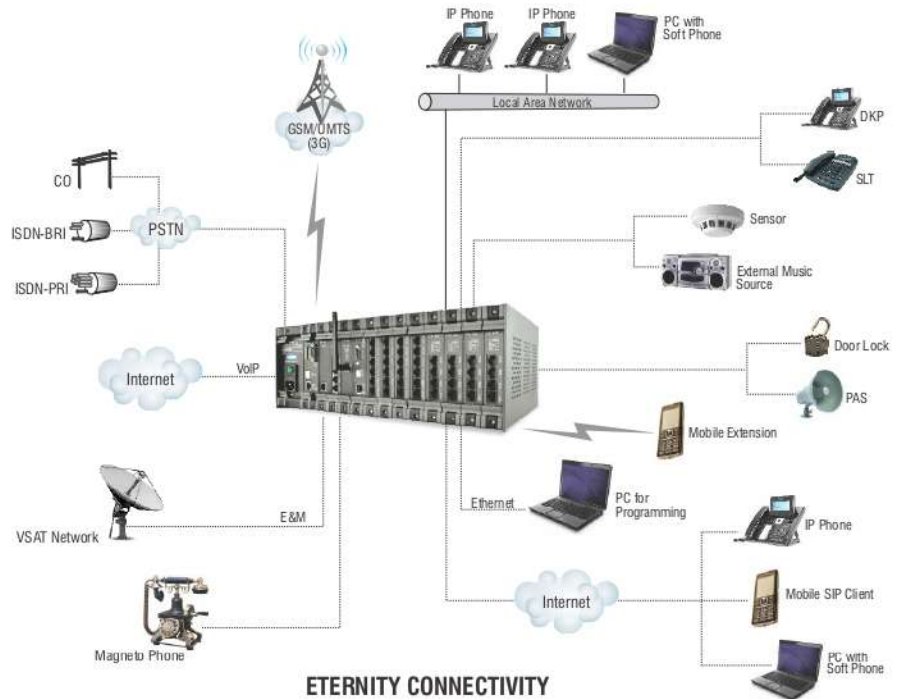 IP Phone
IP Phone
PC with
Soft Phone
Local Area Network
GSM/UMTS
(3G)
DKP
SLT
CO
ISDN-BRI
PSTN
ISDN-PRI
Sensor
External Music
Source
Internet
VoIP
Door Lock
PAS
Mobile Extension
VSAT Network
E&M
Ethernet
PC for
Programming
IP Phone
Internet
Mobile SIP Client
Magneto Phone
PC with
Soft Phone
ETERNITY CONNECTIVITY